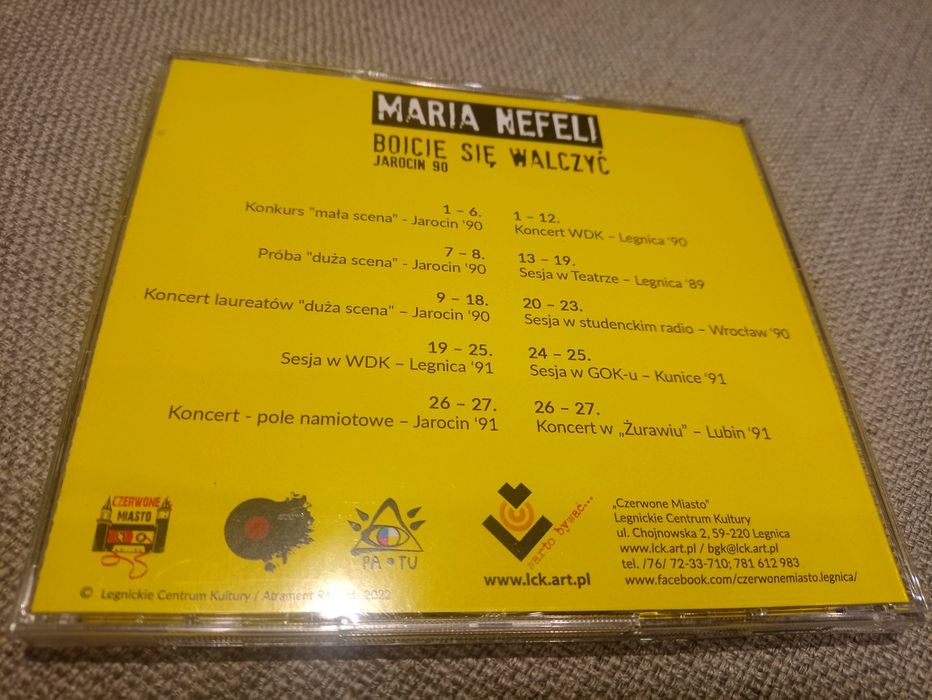 MARIA NEFELI
BOICIE SIĘ WALCZYĆ
JAROCIN 90
1 – 6.
Konkurs "mała scena" - Jarocin '90
7 – 8.
Próba "duża scena" - Jarocin '90
9 – 18.
Koncert laureatów "duża scena" – Jarocin '90
19 – 25.
Sesja w WDK – Legnica '91
26 – 27.
Koncert - pole namiotowe – Jarocin '91
1 – 12.
Koncert WDK – Legnica '90
13 – 19.
Sesja w Teatrze – Legnica '89
20 – 23.
Sesja w studenckim radio – Wrocław '90
24 – 25.
Sesja w GOK-u – Kunice '91
26 – 27.
Koncert w „Żurawiu” – Lubin '91
CZERWONE
MIASTO
PA TU
warto bywać...
www.lck.art.pl
„Czerwone Miasto"
Legnickie Centrum Kultury
ul. Chojnowska 2, 59-220 Legnica
www.lck.art.pl / bgk@lck.art.pl
tel. /76/ 72-33-710; 781 612 983
www.facebook.com/czerwonemiasto.legnica/
© Legnickie Centrum Kultury / Atrament 2022